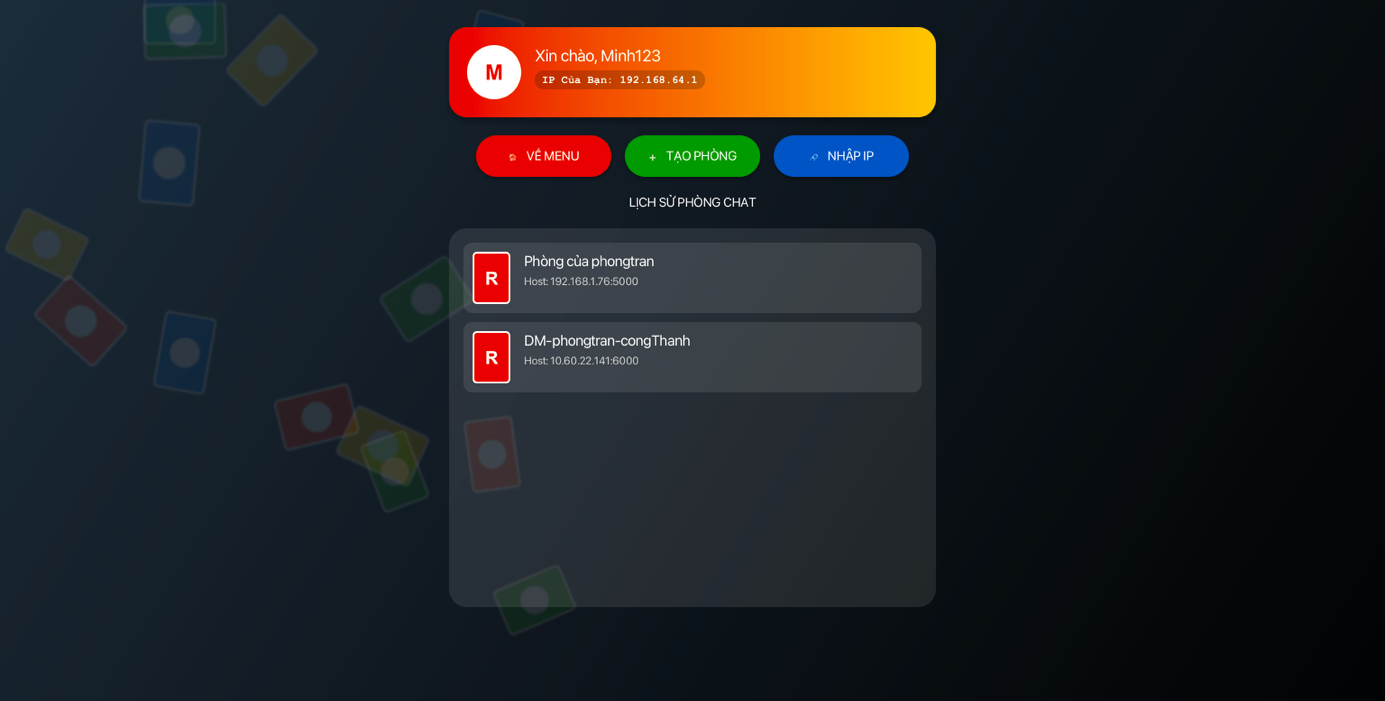 M
Xin chào, Minh123
IP Của Bạn: 192.168.64.1
VỀ MENU
TẠO PHÒNG
NHẬP IP
LỊCH SỬ PHÒNG CHAT
R
Phòng của phongtran
Host: 192.168.1.76:5000
R
DM-phongtran-congThanh
Host: 10.60.22.141:6000